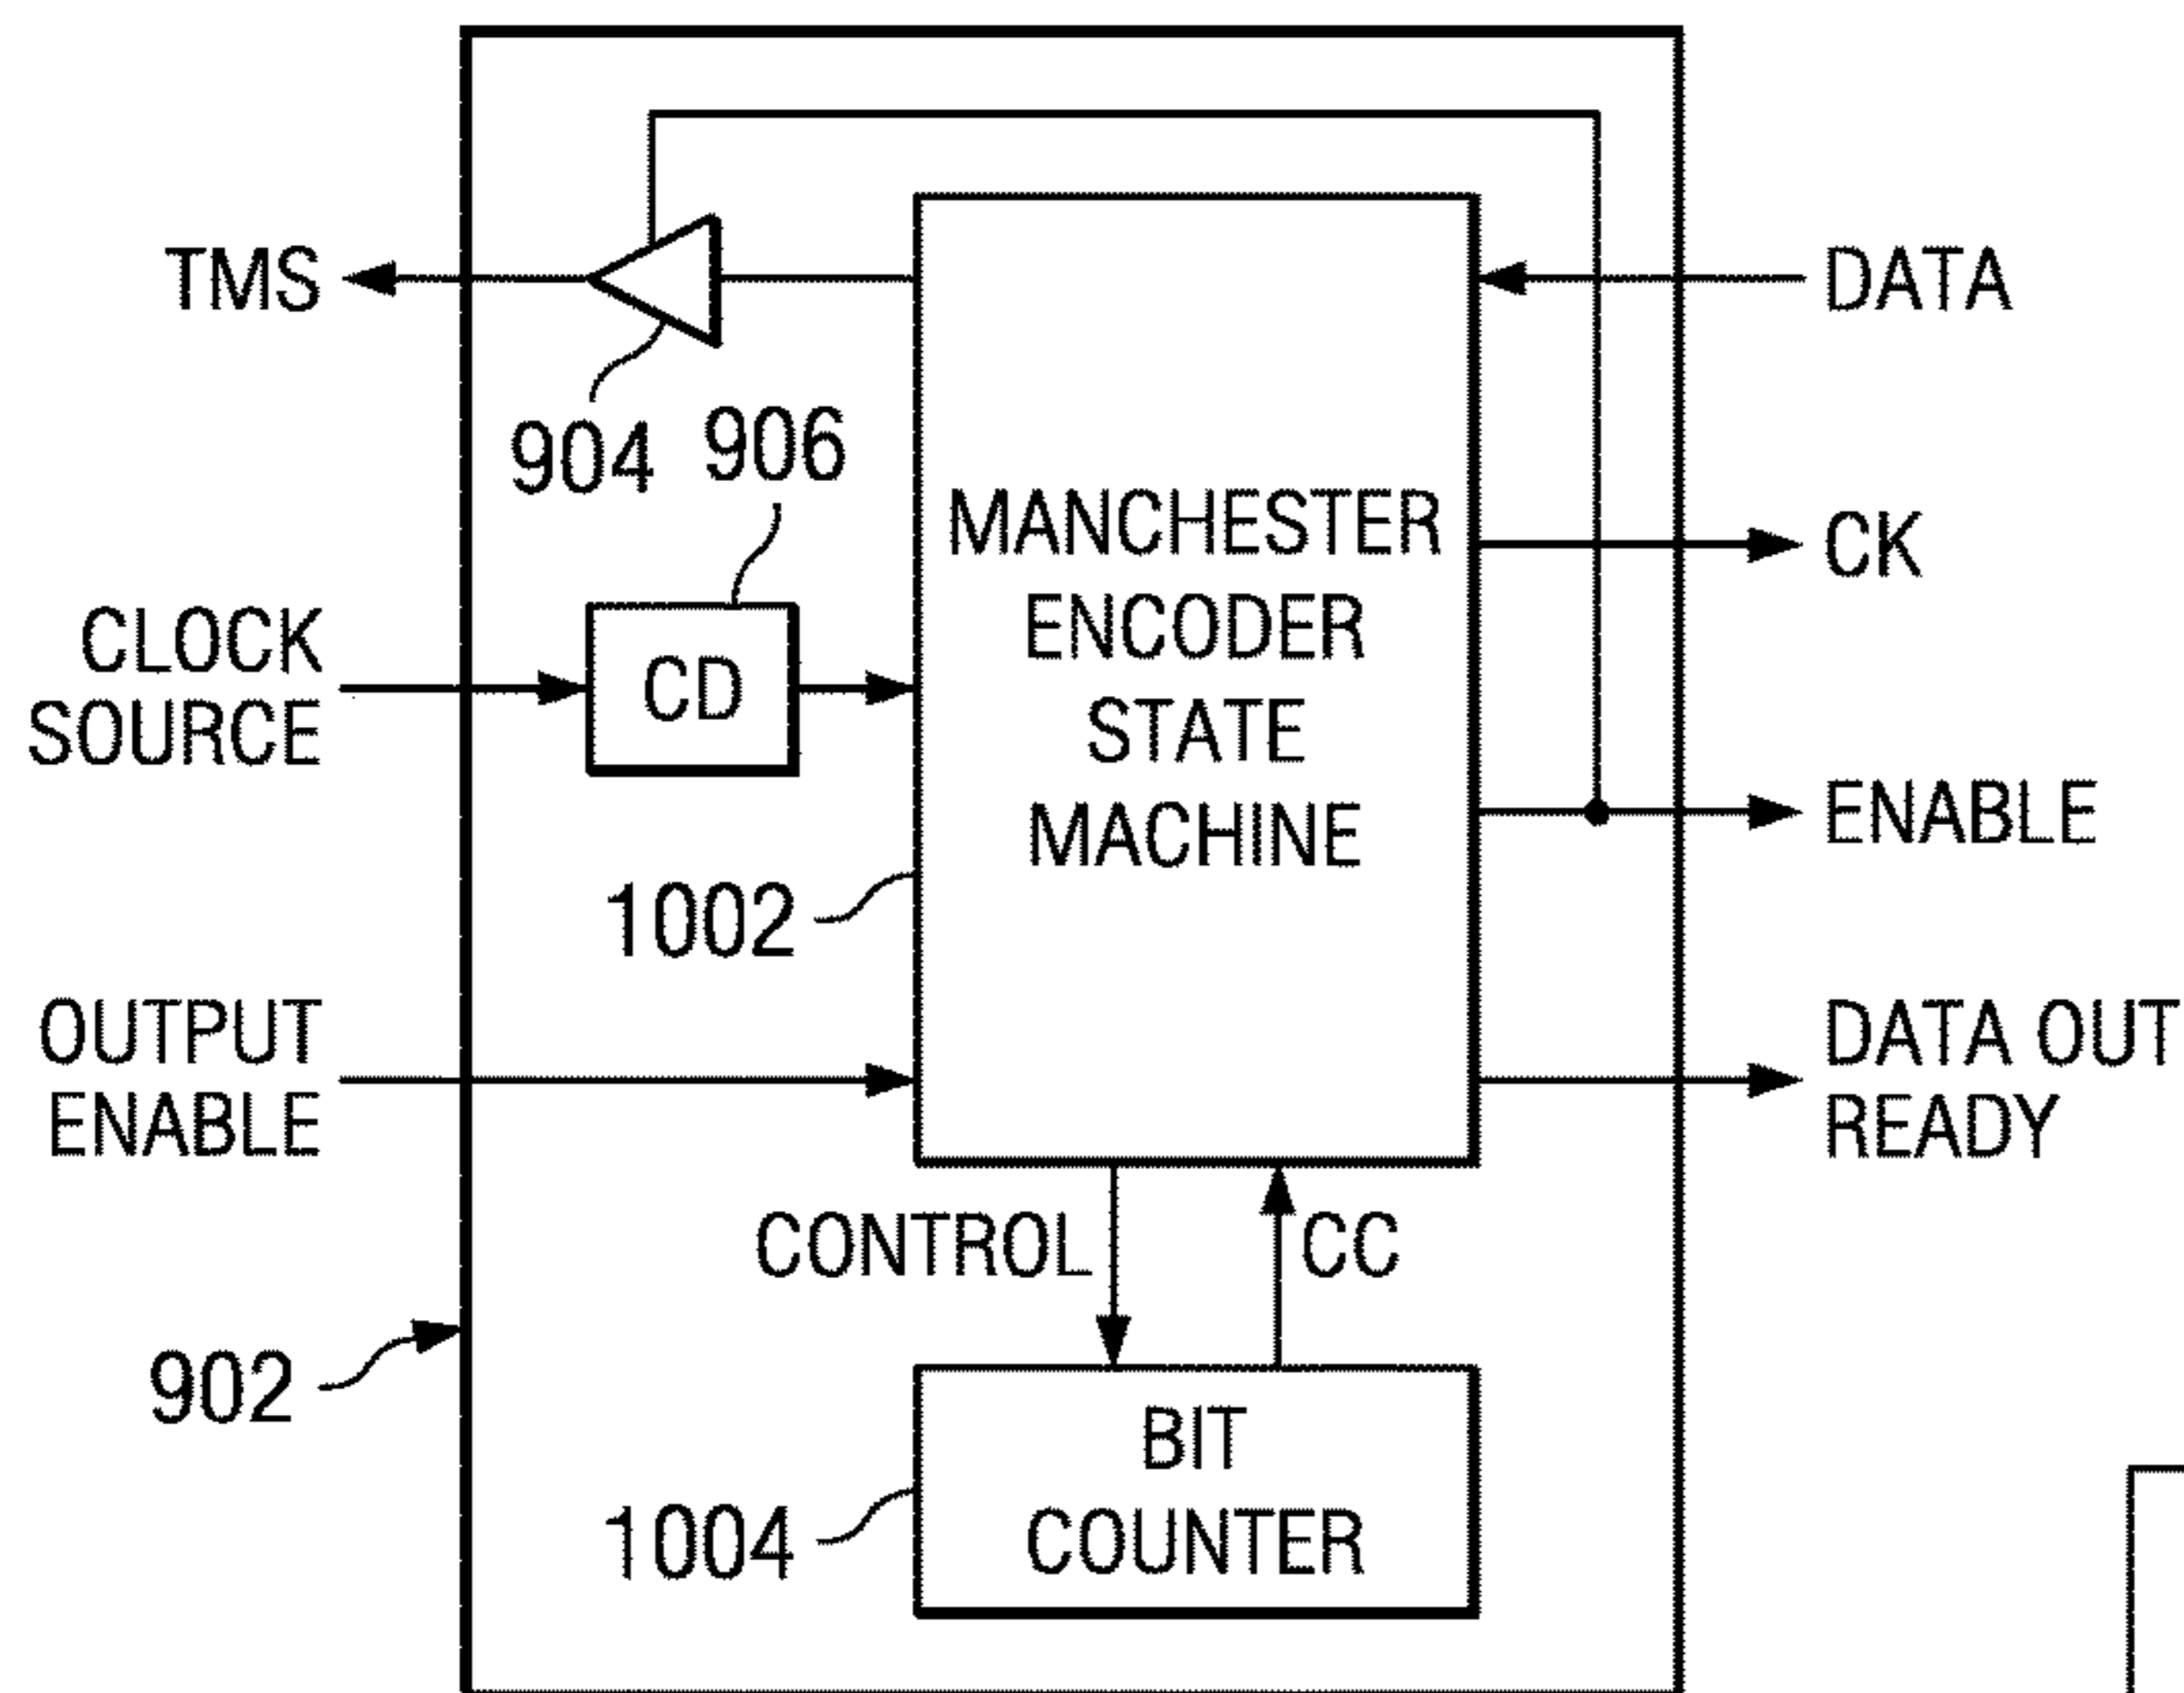 TMS
DATA
904
906
MANCHESTER
ENCODER
STATE
MACHINE
CK
CLOCK
SOURCE
CD
ENABLE
1002
OUTPUT
ENABLE
DATA OUT
READY
CONTROL
CC
902
BIT
COUNTER
1004